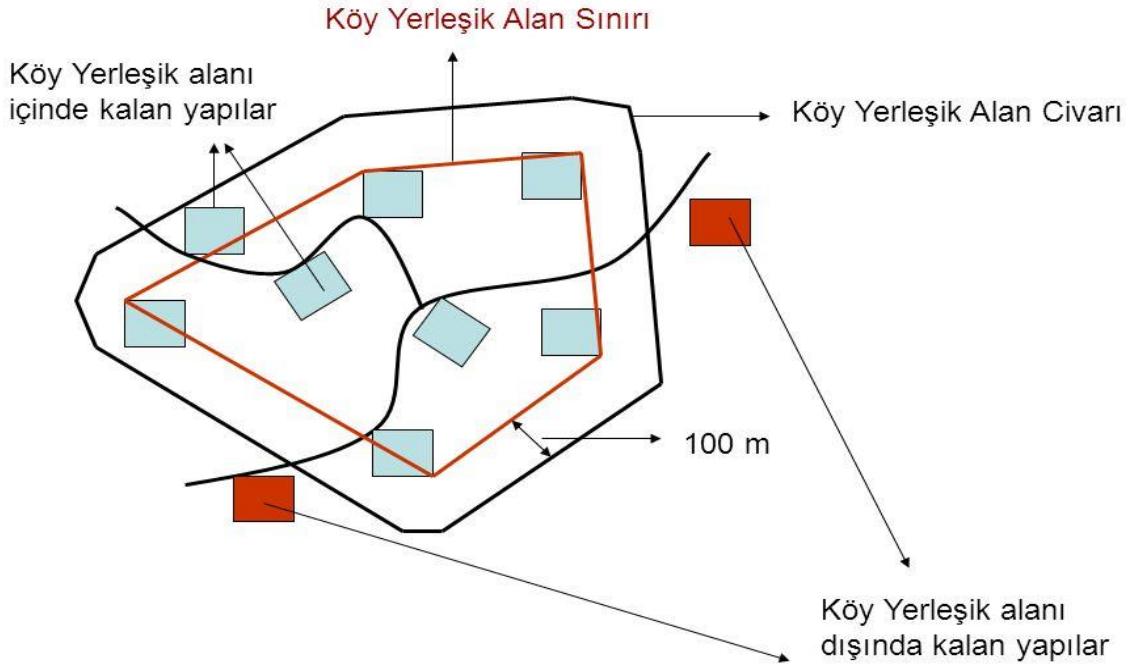 Köy Yerleşik Alan Sınırı
Köy Yerleşik alanı
içinde kalan yapılar
Köy Yerleşik Alan Civarı
100 m
Köy Yerleşik alanı
dışında kalan yapılar